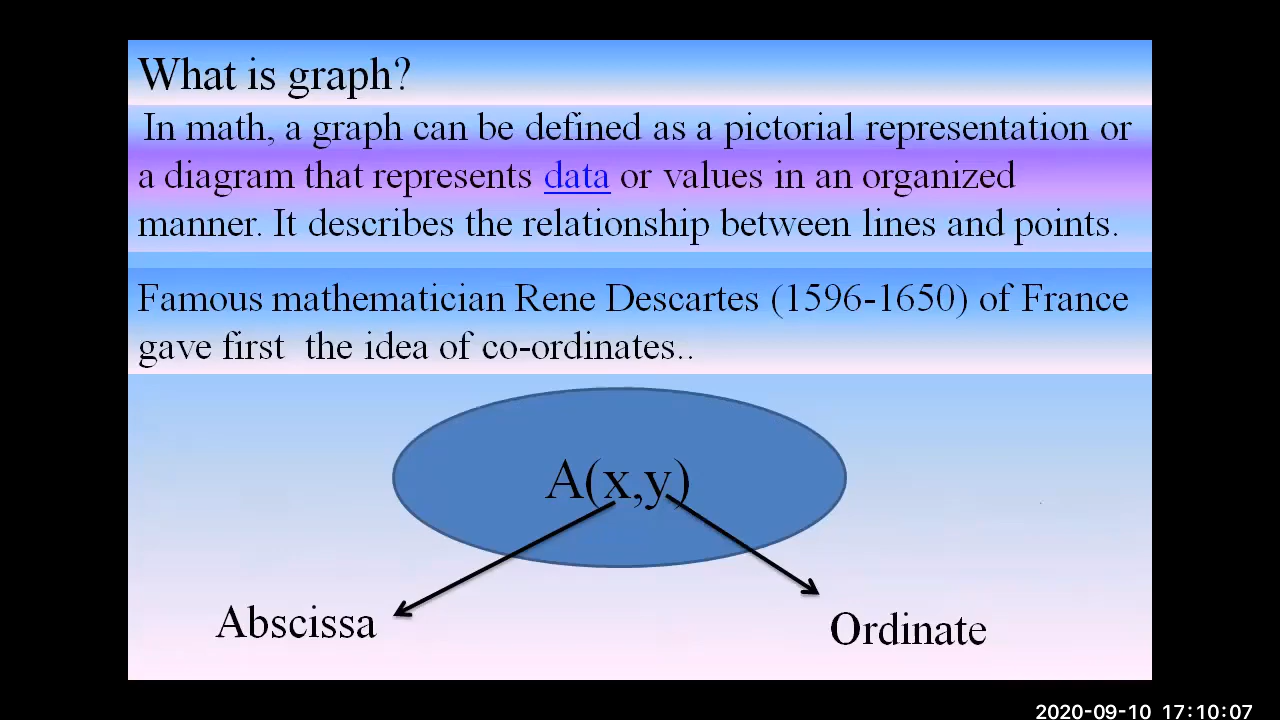 What is graph?
In math, a graph can be defined as a pictorial representation or
a diagram that represents data or values in an organized
manner. It describes the relationship between lines and points.
Famous mathematician Rene Descartes (1596-1650) of France
gave first  the idea of co-ordinates..
A(x,y)
Abscissa
Ordinate
2020-09-10 17:10:07